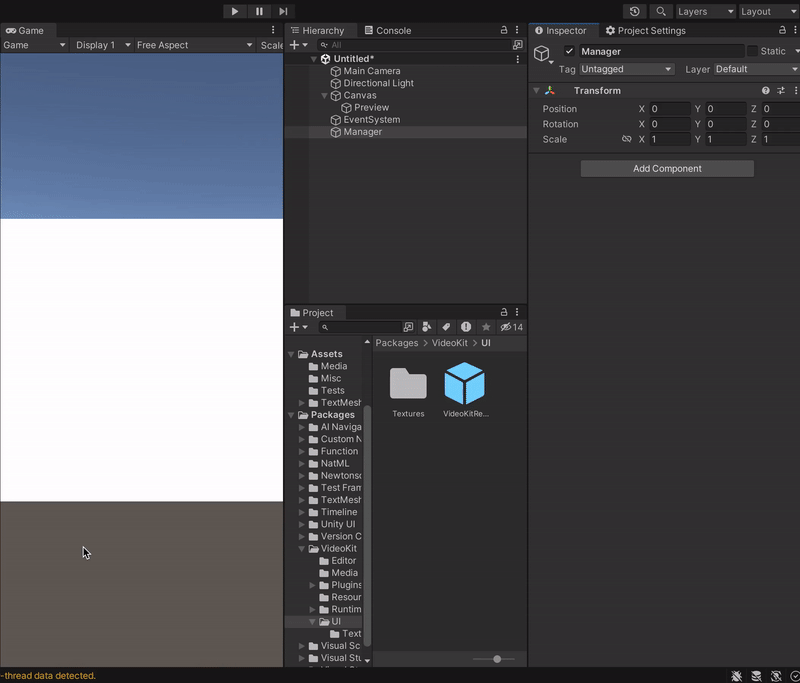 Layers
Layout
Game
Hierarchy
Console
Inspector
Project Settings
Game
Display 1
Free Aspect
Scale
All
Manager
Static
Untitled*
Tag Untagged
Layer Default
Main Camera
Directional Light
Canvas
Preview
EventSystem
Manager
Transform
Position X 0 Y 0 Z 0
Rotation X 0 Y 0 Z 0
Scale X 1 Y 1 Z 1
Add Component
Project
14
Packages > VideoKit > UI
Assets
Media
Misc
Tests
TextMesh
Packages
AI Naviga
Custom N
Function
NatML
Newtonso
Test Fram
TextMesh
Timeline
Unity UI
Version C
VideoKit
Editor
Media
Plugins
Resour
Runtim
UI
Text
Visual Sc
Visual Stu
Textures
VideoKitRe...
-thread data detected.